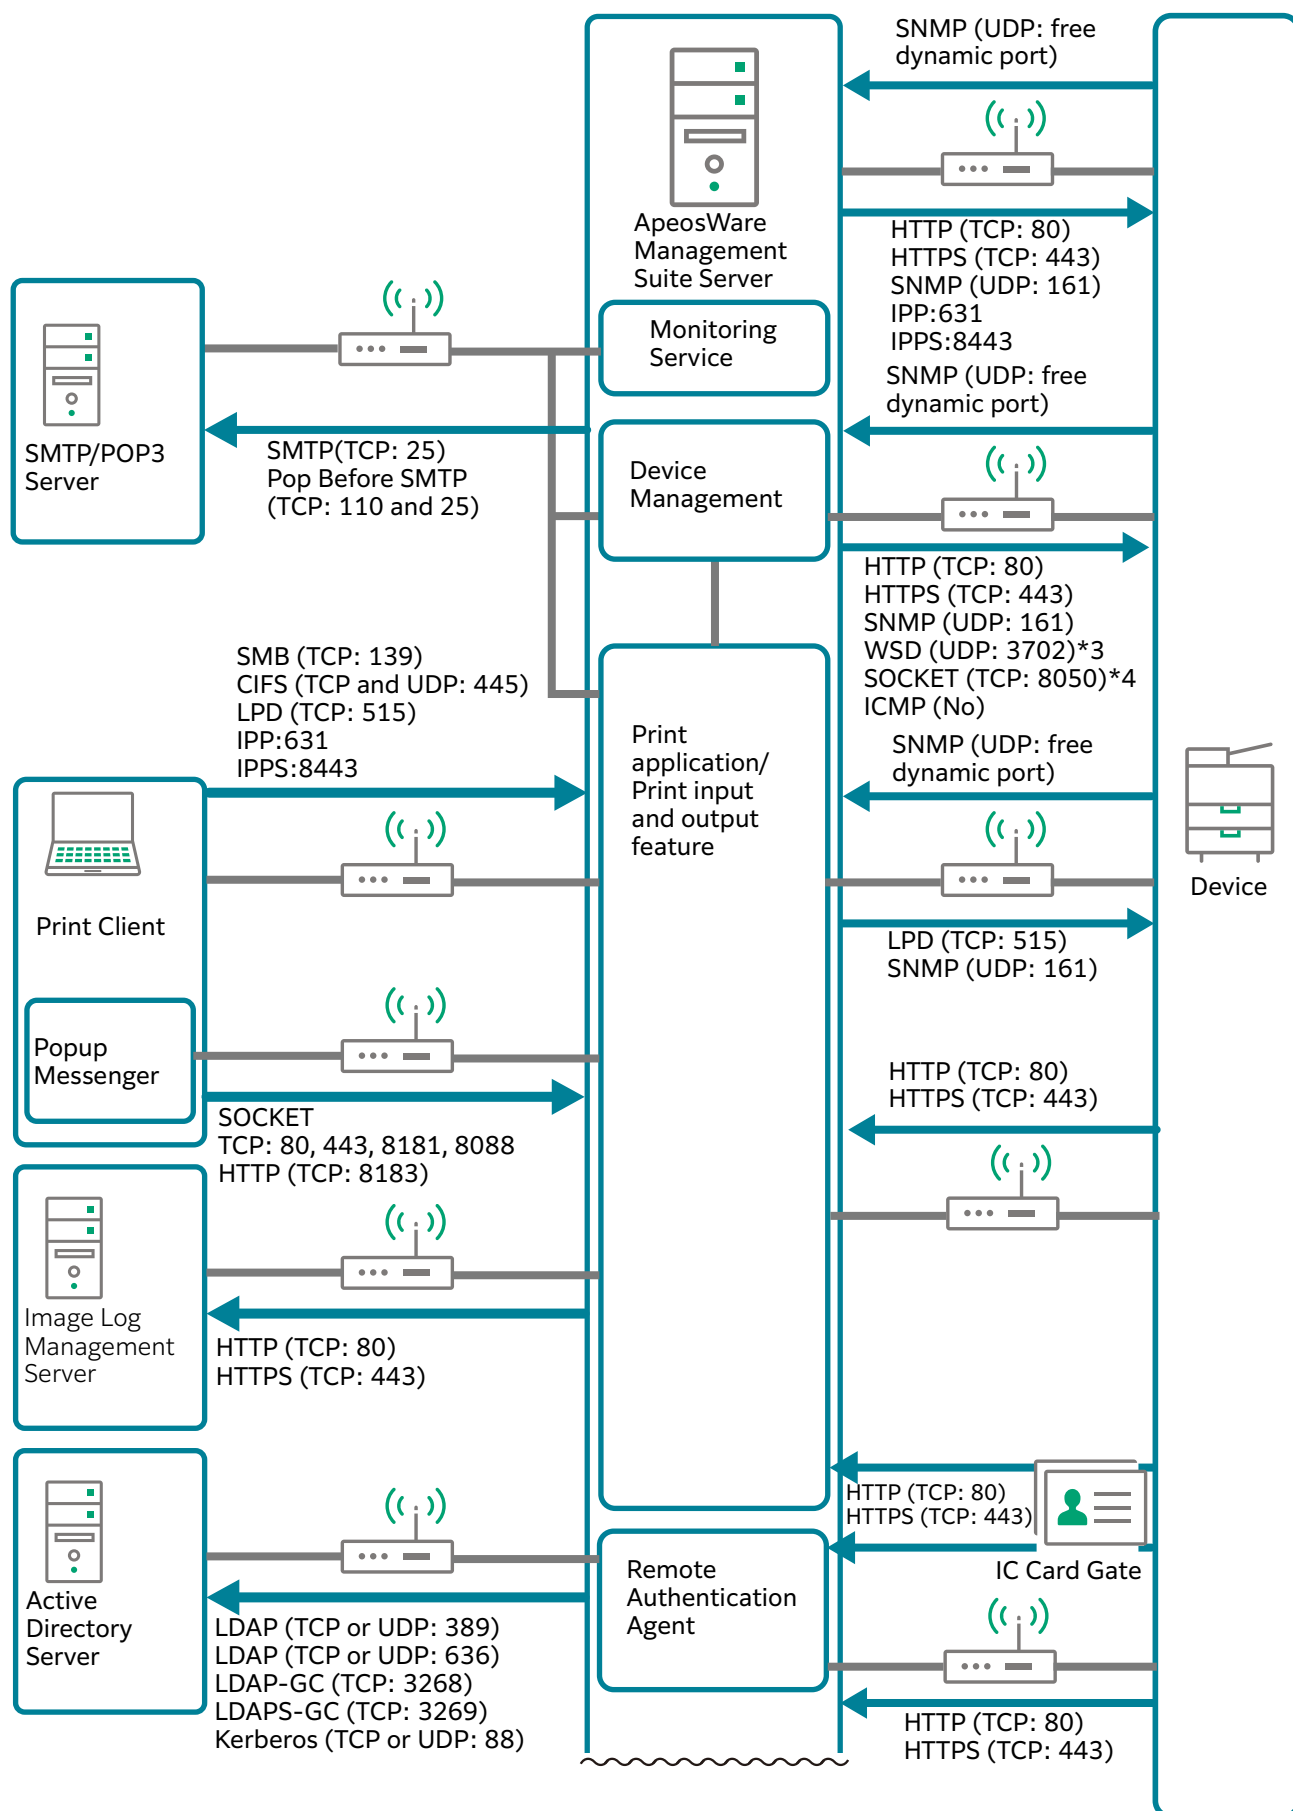 SNMP (UDP: free
dynamic port)
ApeosWare
Management
Suite Server
HTTP (TCP: 80)
HTTPS (TCP: 443)
SNMP (UDP: 161)
IPP:631
IPPS:8443
Monitoring
Service
SNMP (UDP: free
dynamic port)
SMTP/POP3
Server
SMTP(TCP: 25)
Pop Before SMTP
(TCP: 110 and 25)
Device
Management
HTTP (TCP: 80)
HTTPS (TCP: 443)
SNMP (UDP: 161)
WSD (UDP: 3702)*3
SOCKET (TCP: 8050)*4
ICMP (No)
SMB (TCP: 139)
CIFS (TCP and UDP: 445)
LPD (TCP: 515)
IPP:631
IPPS:8443
Print
application/
Print input
and output
feature
SNMP (UDP: free
dynamic port)
Device
Print Client
LPD (TCP: 515)
SNMP (UDP: 161)
Popup
Messenger
HTTP (TCP: 80)
HTTPS (TCP: 443)
SOCKET
TCP: 80, 443, 8181, 8088
HTTP (TCP: 8183)
Image Log
Management
Server
HTTP (TCP: 80)
HTTPS (TCP: 443)
HTTP (TCP: 80)
HTTPS (TCP: 443)
IC Card Gate
Active
Directory
Server
Remote
Authentication
Agent
LDAP (TCP or UDP: 389)
LDAP (TCP or UDP: 636)
LDAP-GC (TCP: 3268)
LDAPS-GC (TCP: 3269)
Kerberos (TCP or UDP: 88)
HTTP (TCP: 80)
HTTPS (TCP: 443)